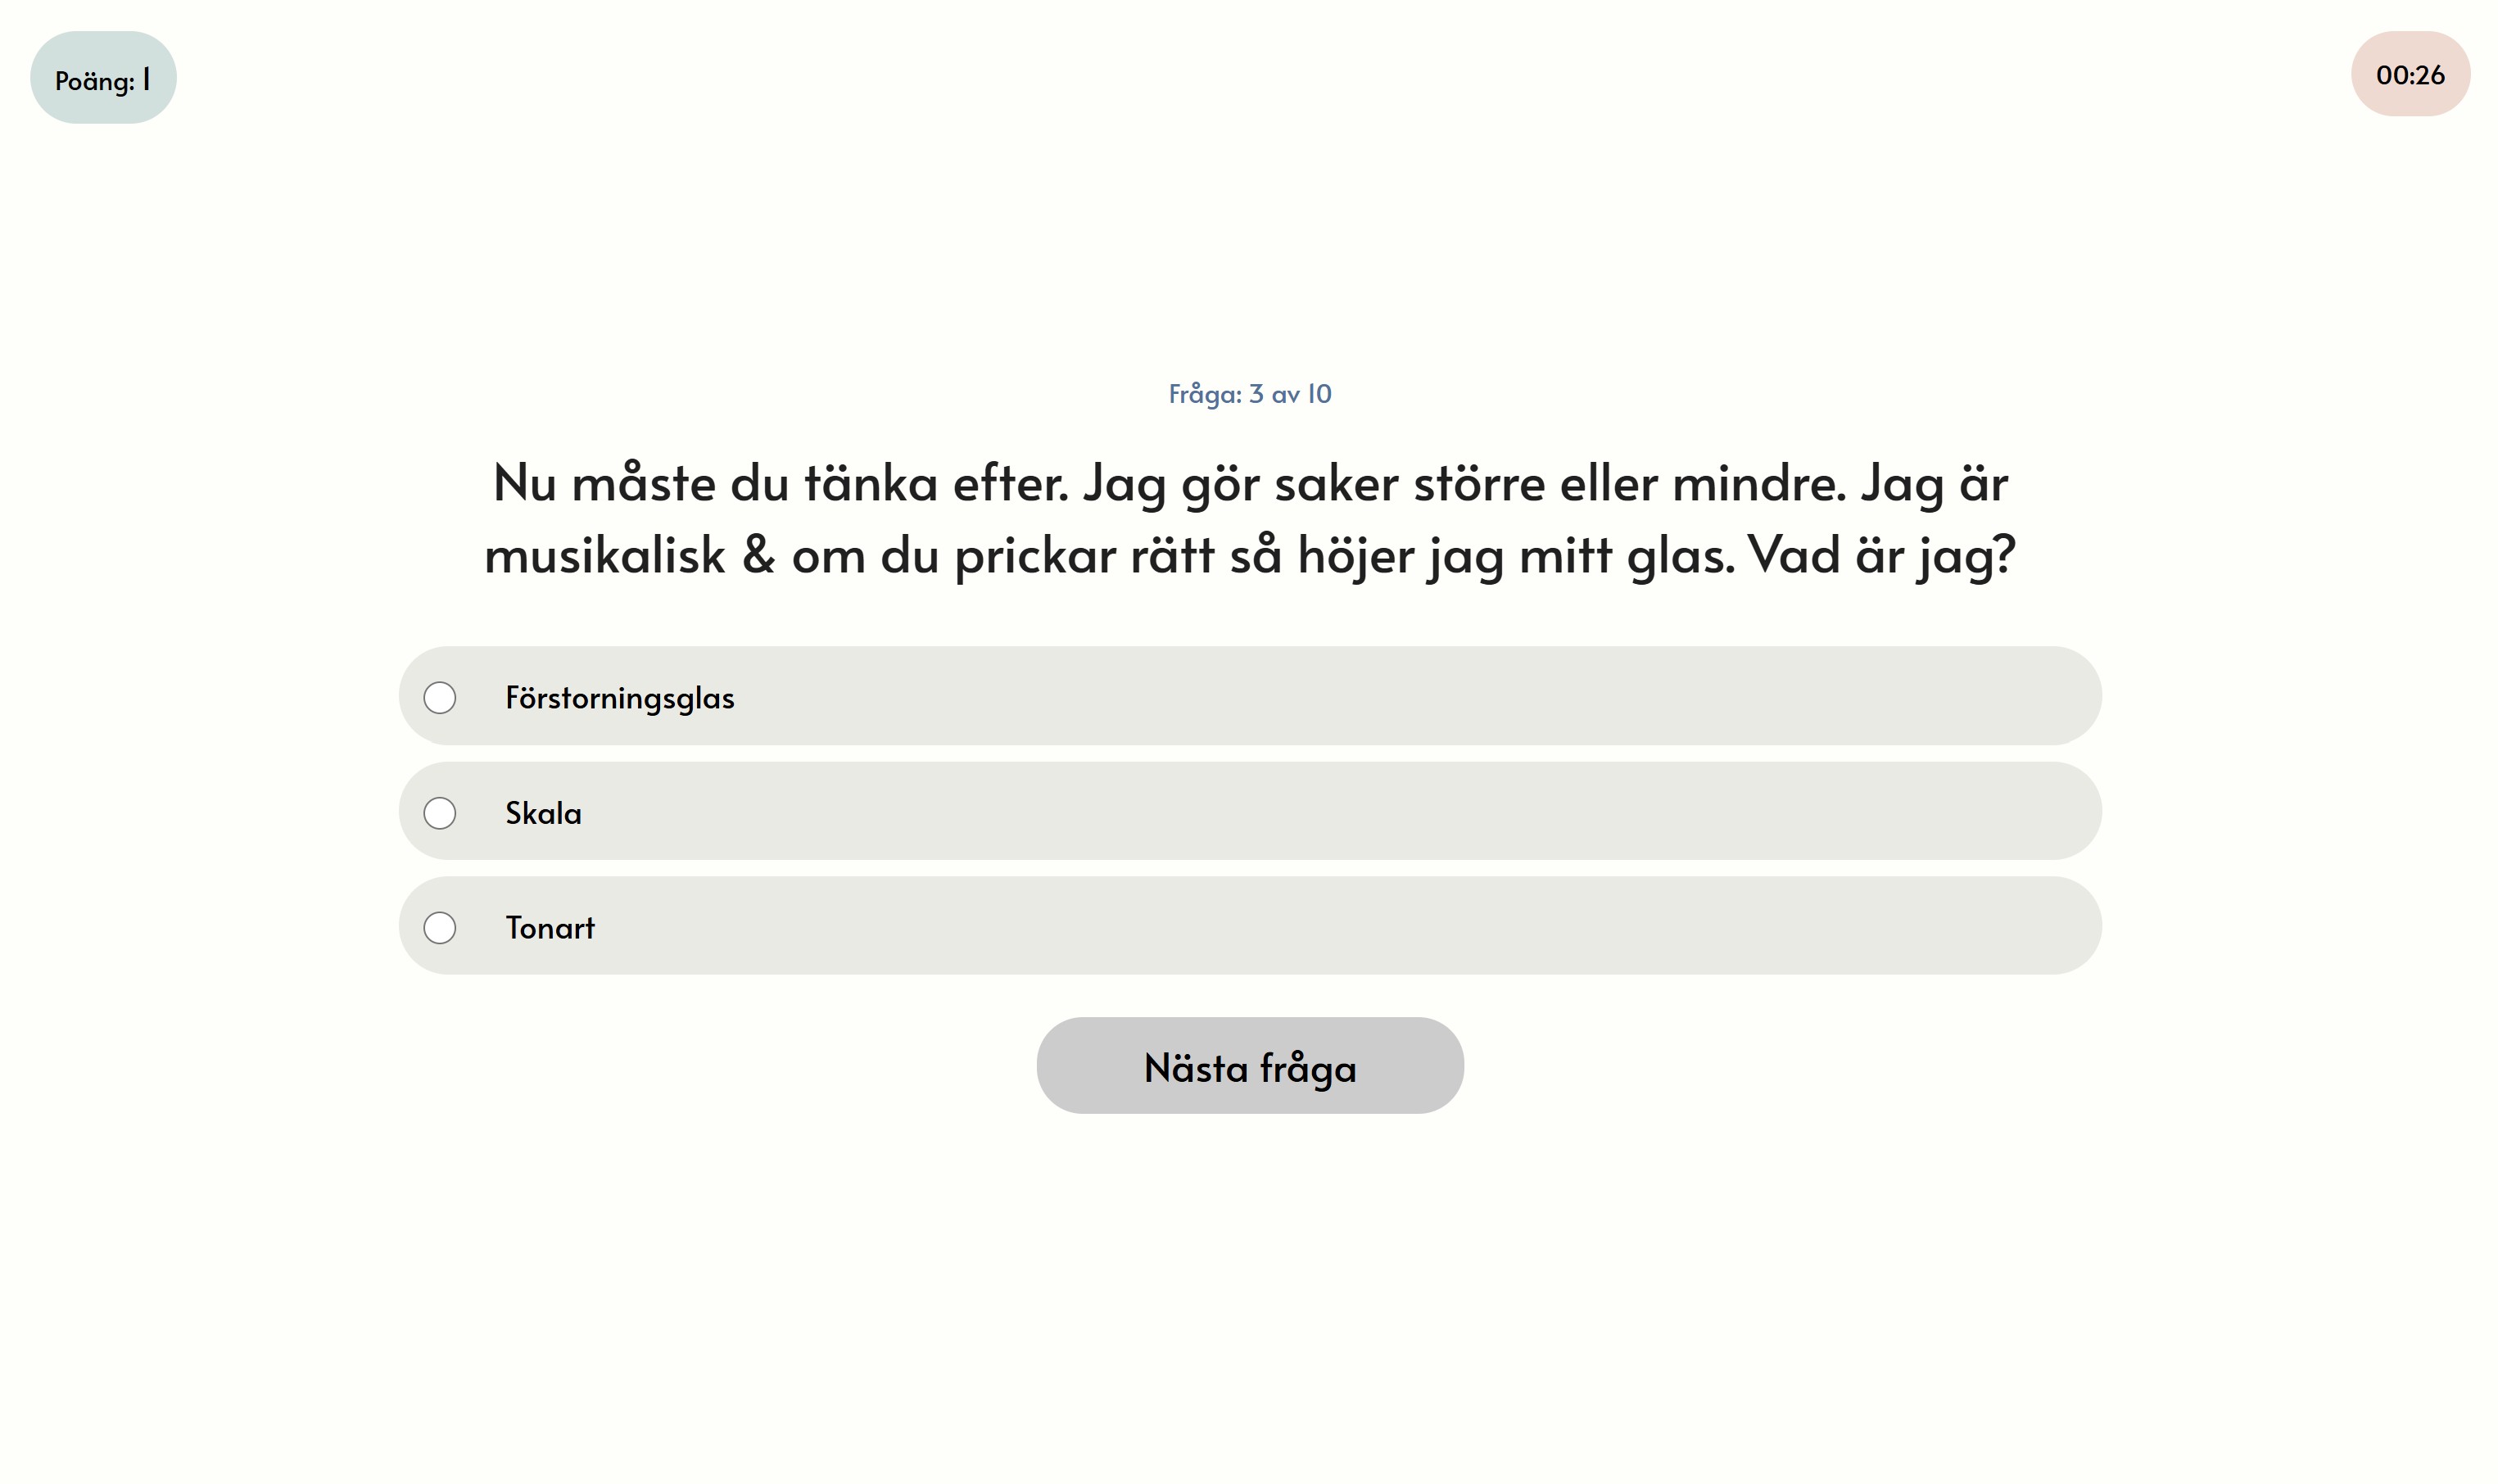 Poäng: 1
00:26
Fråga: 3 av 10
Nu måste du tänka efter. Jag gör saker större eller mindre. Jag är
musikalisk & om du prickar rätt så höjer jag mitt glas. Vad är jag?
Förstorningsglas
Skala
Tonart
Nästa fråga